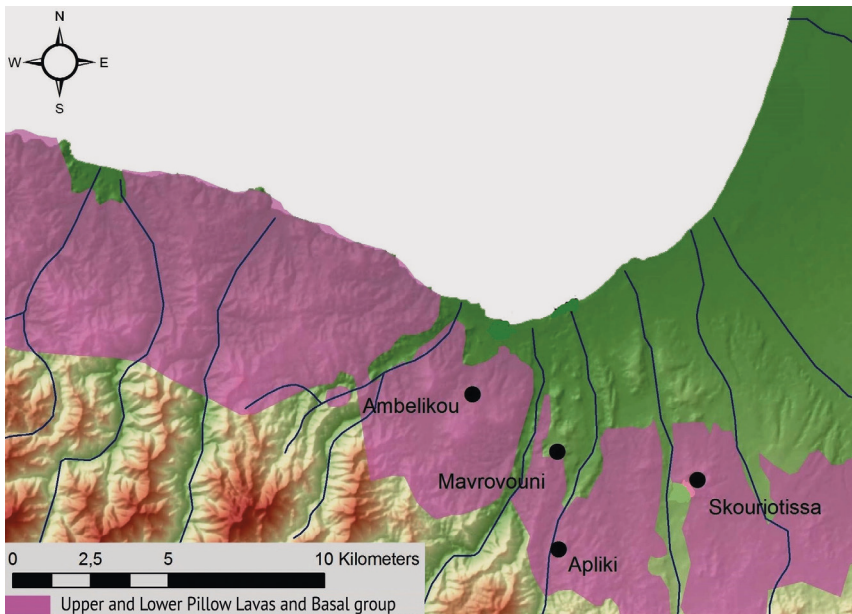 N
W E
S
Ambelikou
Mavrovouni
Skouriotissa
Apliki
0 2,5 5 10 Kilometers
Upper and Lower Pillow Lavas and Basal group